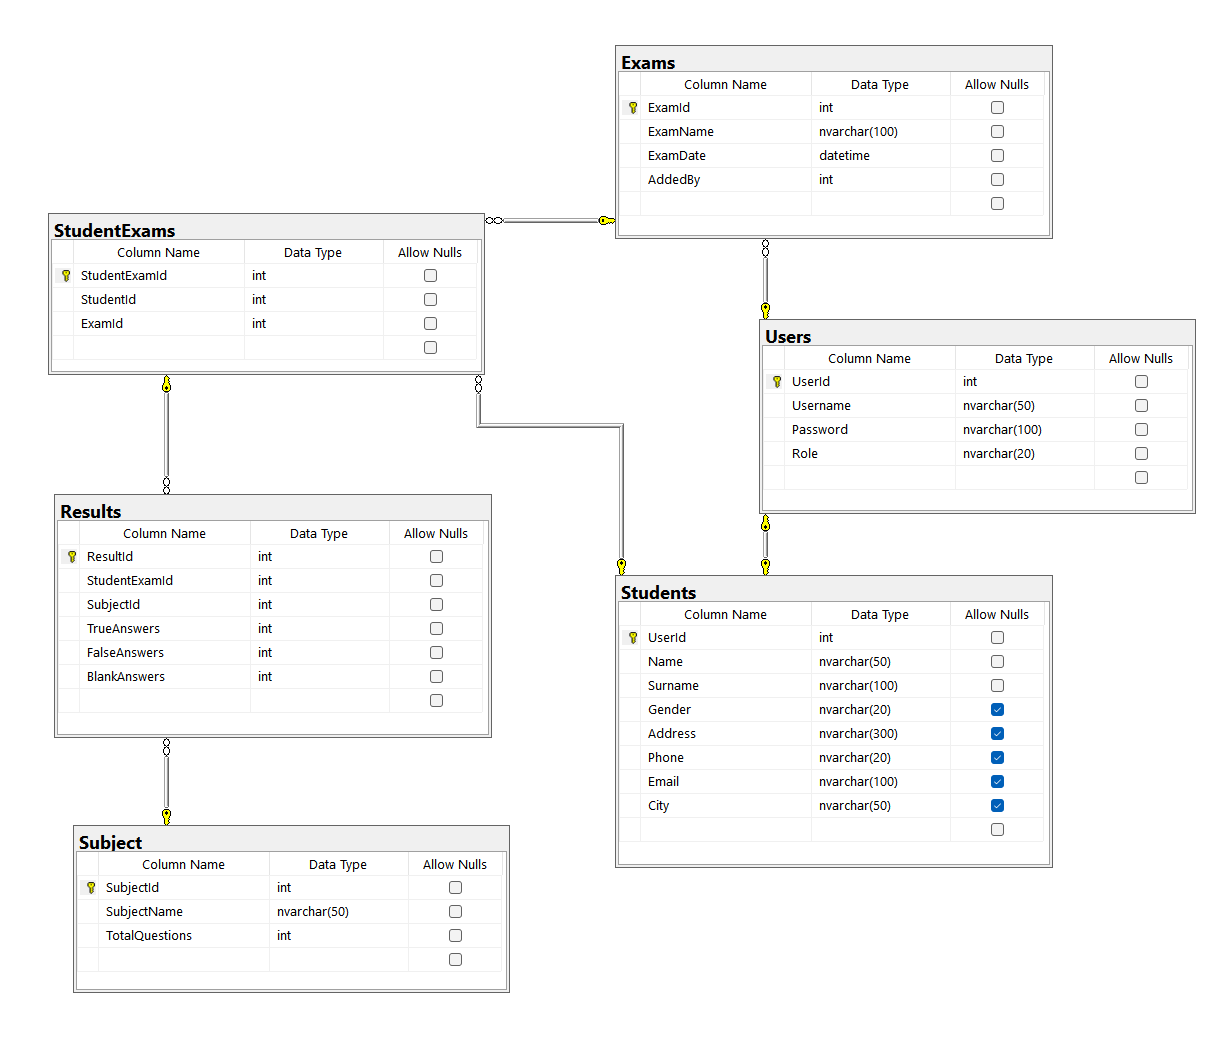 Exams
Column Name Data Type Allow Nulls
ExamId int
ExamName nvarchar(100)
ExamDate datetime
AddedBy int
StudentExams
Column Name Data Type Allow Nulls
StudentExamId int
StudentId int
ExamId int
Users
Column Name Data Type Allow Nulls
UserId int
Username nvarchar(50)
Password nvarchar(100)
Role nvarchar(20)
Results
Column Name Data Type Allow Nulls
ResultId int
StudentExamId int
SubjectId int
TrueAnswers int
FalseAnswers int
BlankAnswers int
Students
Column Name Data Type Allow Nulls
UserId int
Name nvarchar(50)
Surname nvarchar(100)
Gender nvarchar(20)
Address nvarchar(300)
Phone nvarchar(20)
Email nvarchar(100)
City nvarchar(50)
Subject
Column Name Data Type Allow Nulls
SubjectId int
SubjectName nvarchar(50)
TotalQuestions int